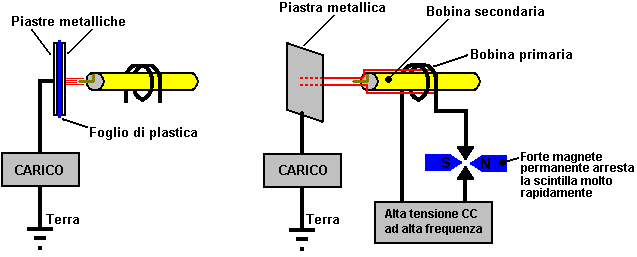 Piastre metalliche
Foglio di plastica
CARICO
Terra
Piastra metallica
Bobina secondaria
Bobina primaria
CARICO
Terra
S N
Forte magnete
permanente arresta
la scintilla molto
rapidamente
Alta tensione CC
ad alta frequenza